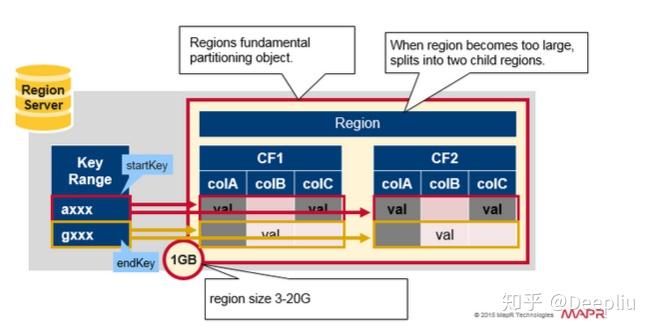 Regions fundamental
partitioning object.
When region becomes too large,
splits into two child regions.
Region
Server
Region
Key
Range
startKey
CF1
CF2
colA colB colC
colA colB colC
axxx
val
val
val
val
gxxx
val
val
endKey
1GB
region size 3-20G
© 2015 MapR Technologies
MAPR
知乎 @Deepliu